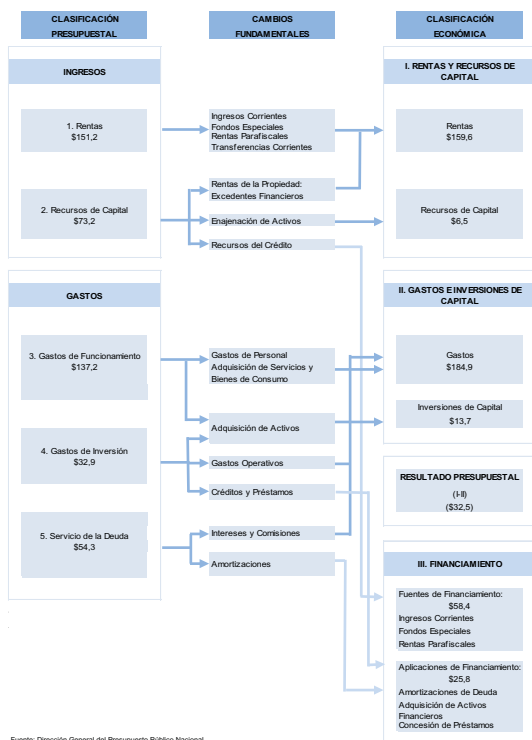 CLASIFICACIÓN
PRESUPUESTAL
CAMBIOS
FUNDAMENTALES
CLASIFICACIÓN
ECONÓMICA
INGRESOS
1. Rentas
$151,2
2. Recursos de Capital
$73,2
Ingresos Corrientes
Fondos Especiales
Rentas Parafiscales
Transferencias Corrientes
Rentas de la Propiedad:
Excedentes Financieros
Enajenación de Activos
Recursos del Crédito
I. RENTAS Y RECURSOS DE
CAPITAL
Rentas
$159,6
Recursos de Capital
$6,5
GASTOS
3. Gastos de Funcionamiento
$137,2
4. Gastos de Inversión
$32,9
5. Servicio de la Deuda
$54,3
Gastos de Personal
Adquisición de Servicios y
Bienes de Consumo
Adquisición de Activos
Gastos Operativos
Créditos y Préstamos
Intereses y Comisiones
Amortizaciones
II. GASTOS E INVERSIONES DE
CAPITAL
Gastos
$184,9
Inversiones de Capital
$13,7
RESULTADO PRESUPUESTAL
(I-II)
($32,5)
III. FINANCIAMIENTO
Fuentes de Financiamiento:
$58,4
Ingresos Corrientes
Fondos Especiales
Rentas Parafiscales
Aplicaciones de Financiamiento:
$25,8
Amortizaciones de Deuda
Adquisición de Activos
Financieros
Concesión de Préstamos
Fuente: Dirección General del Presupuesto Público Nacional